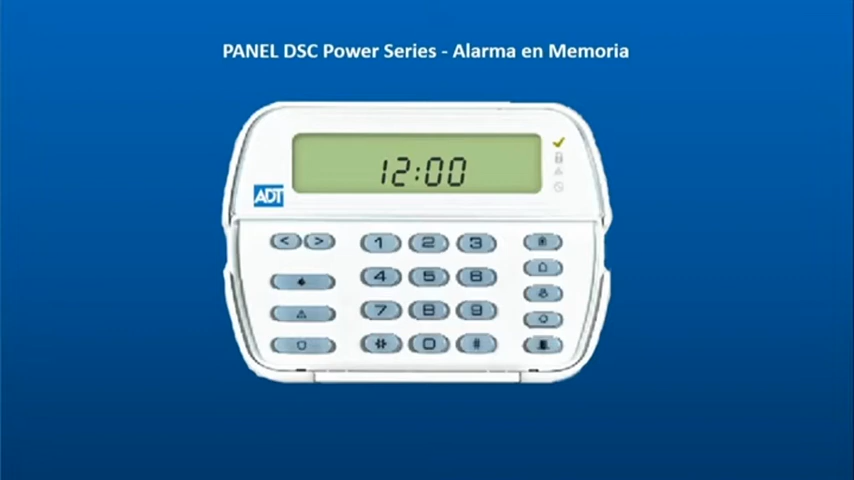 PANEL DSC Power Series - Alarma en Memoria
12:00
ADT
< > 1 2 3
4 5 6
7 8 9
* 0 #